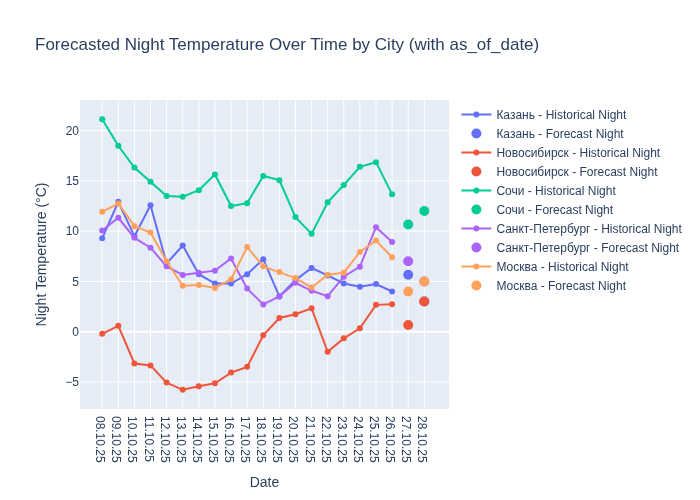 Forecasted Night Temperature Over Time by City (with as_of_date)
Night Temperature (°C)
20
15
10
5
0
−5
08.10.25
09.10.25
10.10.25
11.10.25
12.10.25
13.10.25
14.10.25
15.10.25
16.10.25
17.10.25
18.10.25
19.10.25
20.10.25
21.10.25
22.10.25
23.10.25
24.10.25
25.10.25
26.10.25
27.10.25
28.10.25
Date
Казань - Historical Night
Казань - Forecast Night
Новосибирск - Historical Night
Новосибирск - Forecast Night
Сочи - Historical Night
Сочи - Forecast Night
Санкт-Петербург - Historical Night
Санкт-Петербург - Forecast Night
Москва - Historical Night
Москва - Forecast Night